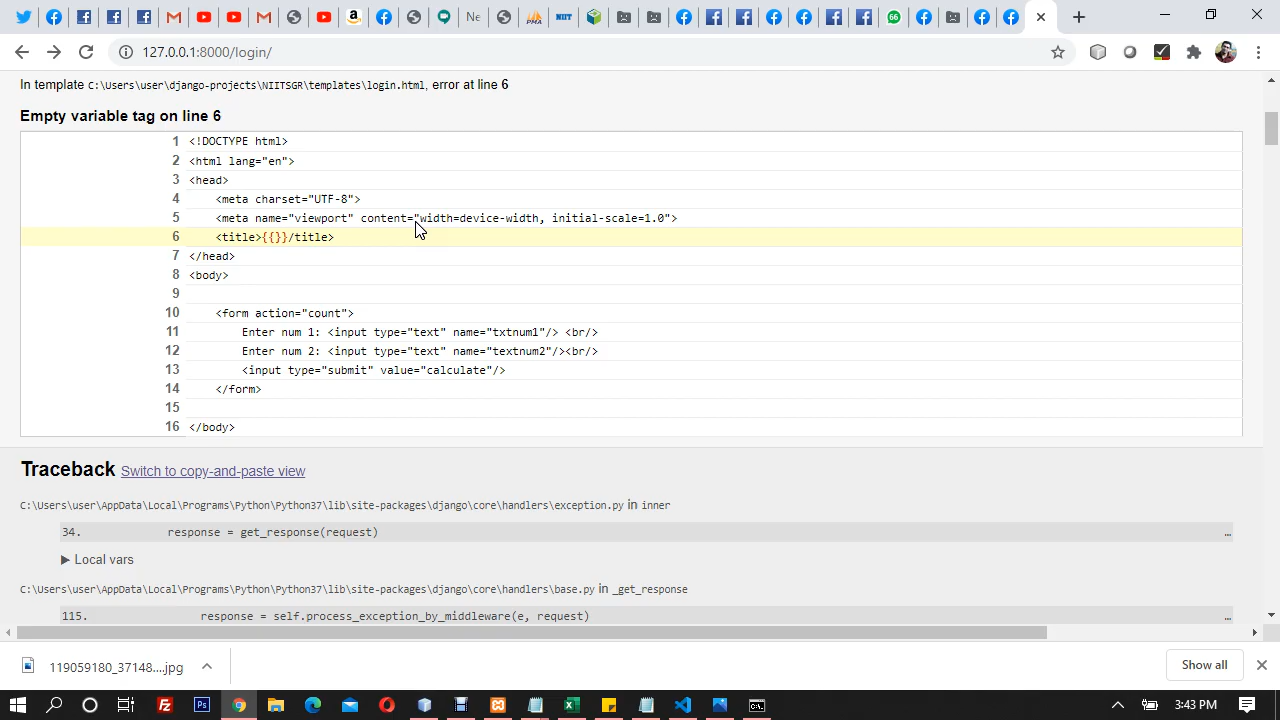 Ne
PMA
NIIT
66
127.0.0.1:8000/login/
In template C:\Users\user\django-projects\NIITSGR\templates\login.html, error at line 6
Empty variable tag on line 6
1 <!DOCTYPE html>
2 <html lang="en">
3 <head>
4 <meta charset="UTF-8">
5 <meta name="viewport" content="width=device-width, initial-scale=1.0">
6 <title>{{}}/title>
7 </head>
8 <body>
9
10 <form action="count">
11 Enter num 1: <input type="text" name="txtnum1"/> <br/>
12 Enter num 2: <input type="text" name="textnum2"/><br/>
13 <input type="submit" value="calculate"/>
14 </form>
15
16 </body>
Traceback Switch to copy-and-paste view
C:\Users\user\AppData\Local\Programs\Python\Python37\lib\site-packages\django\core\handlers\exception.py in inner
34. response = get_response(request) …
▶ Local vars
C:\Users\user\AppData\Local\Programs\Python\Python37\lib\site-packages\django\core\handlers\base.py in _get_response
115. response = self.process_exception_by_middleware(e, request) …
119059180_37148....jpg
Show all
3:43 PM